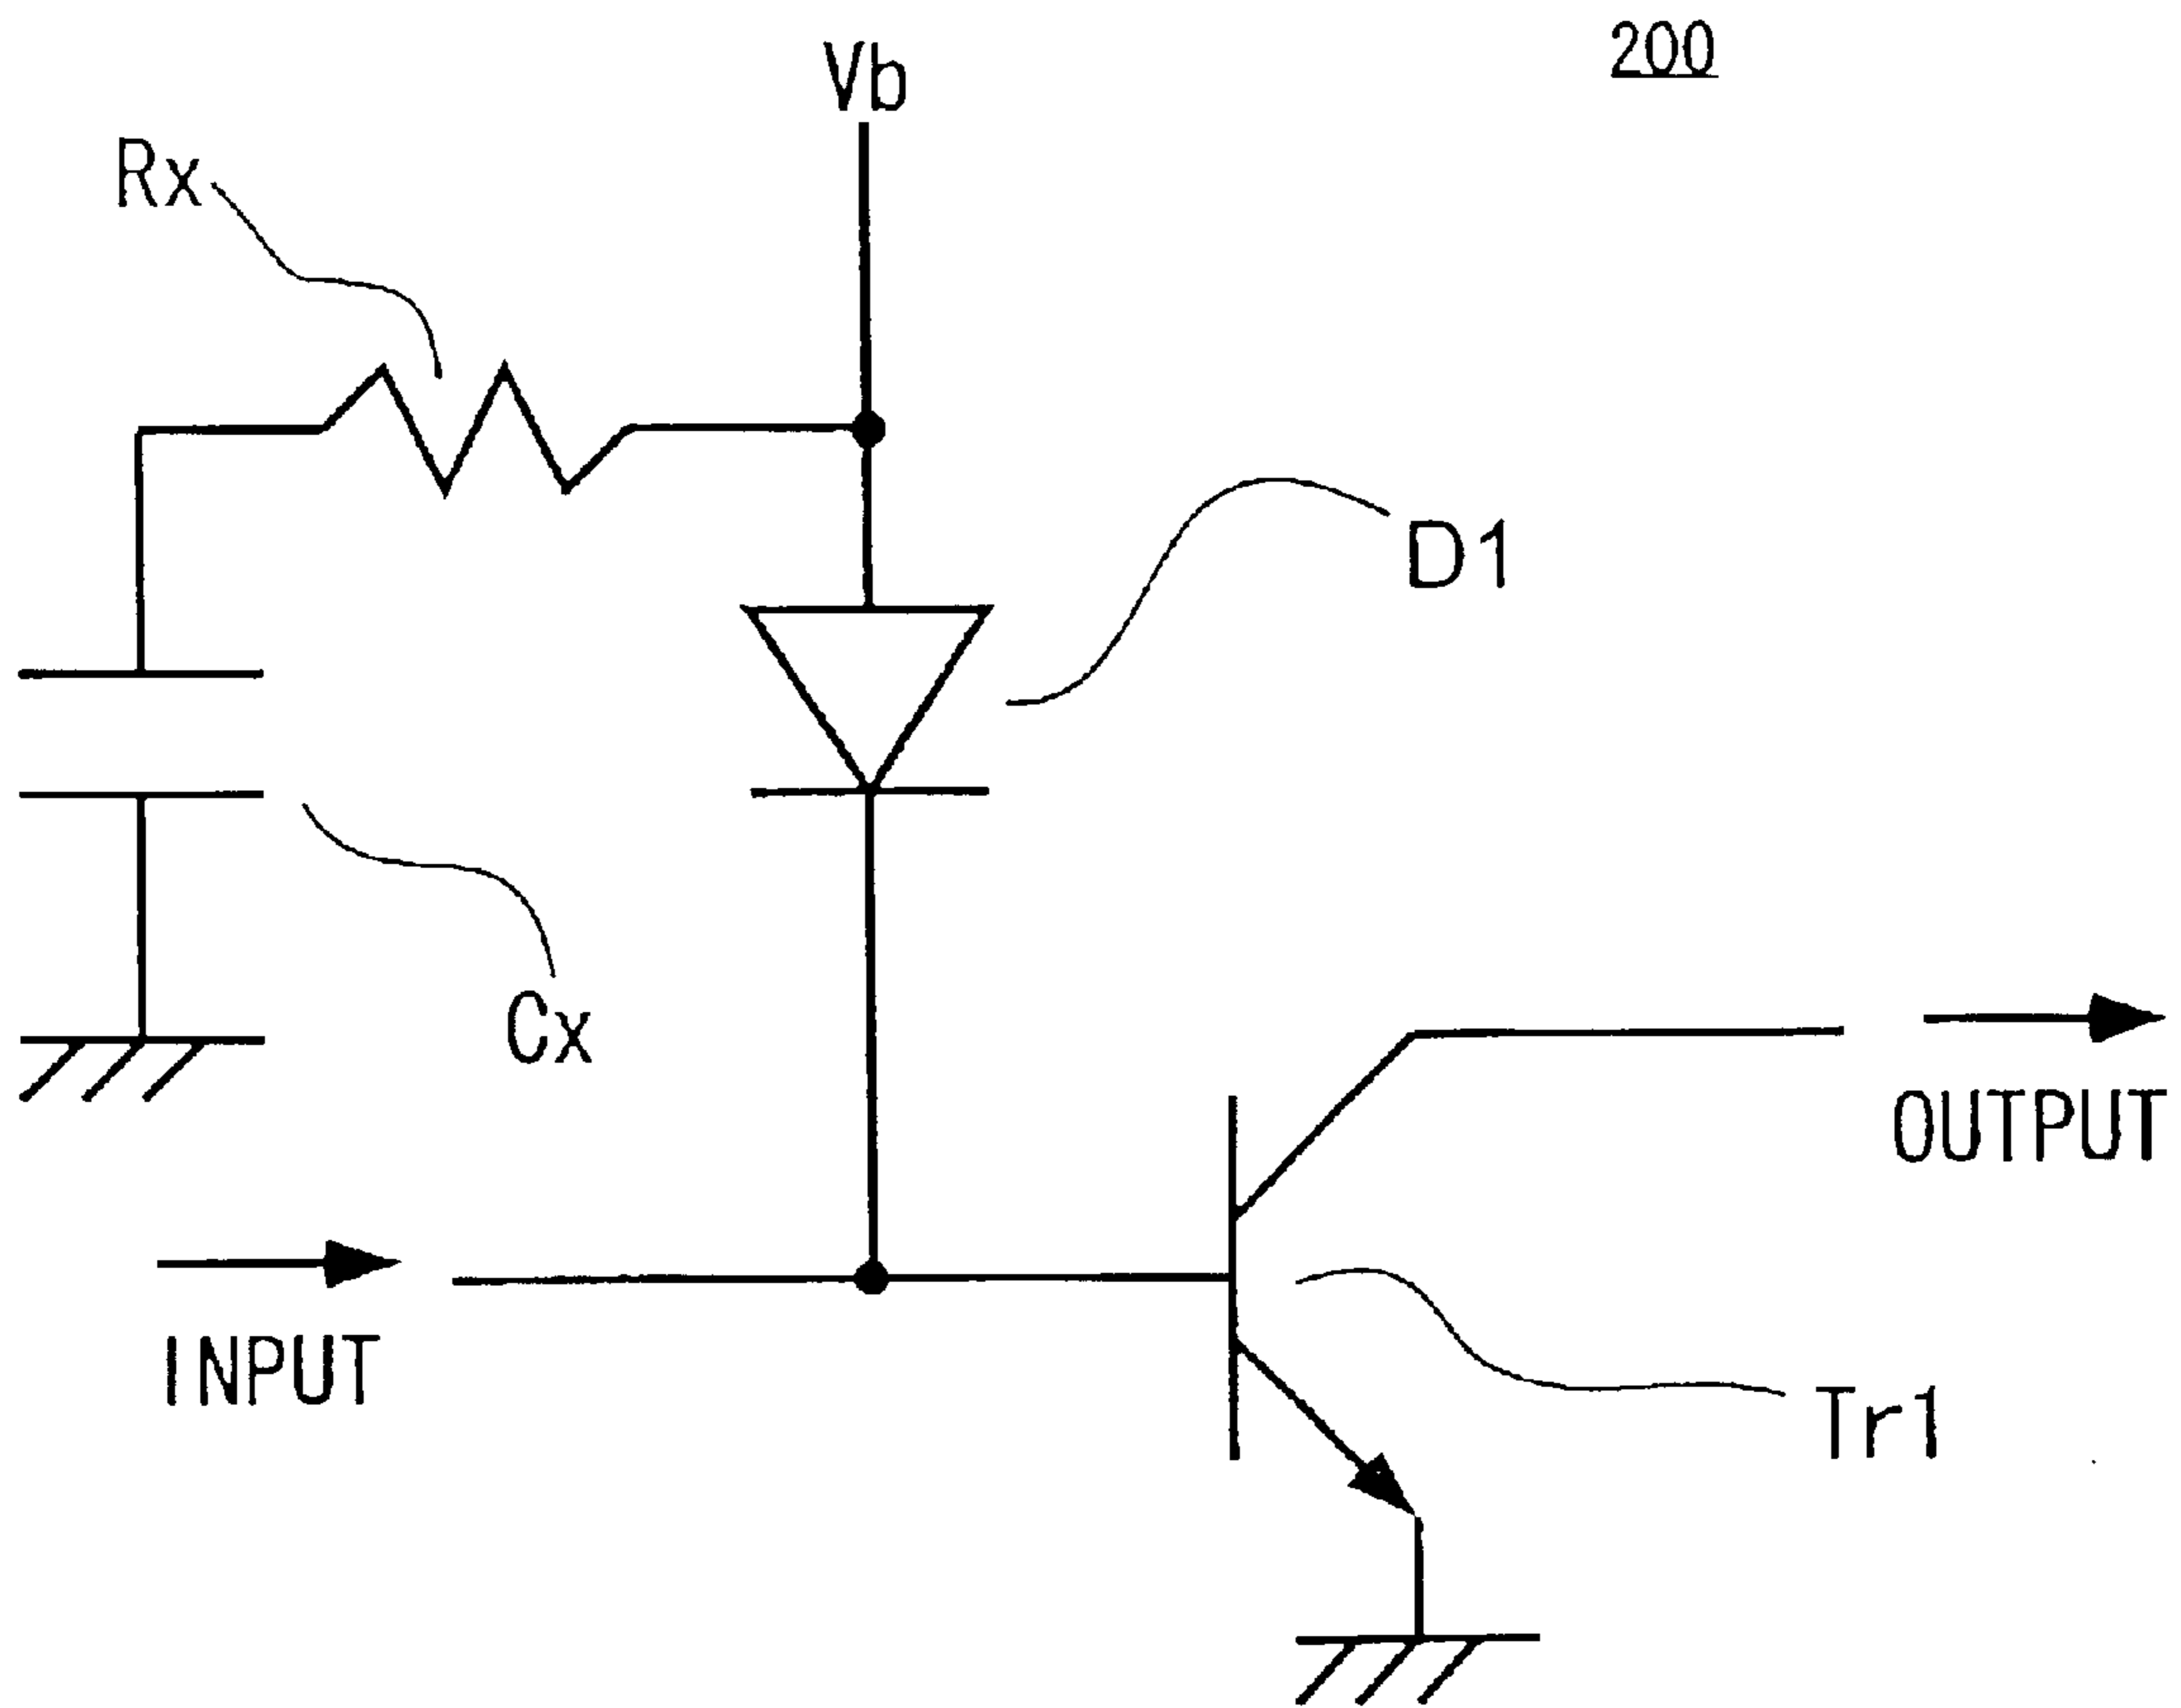 200
Vb
Rx
D1
Cx
OUTPUT
INPUT
Tr1